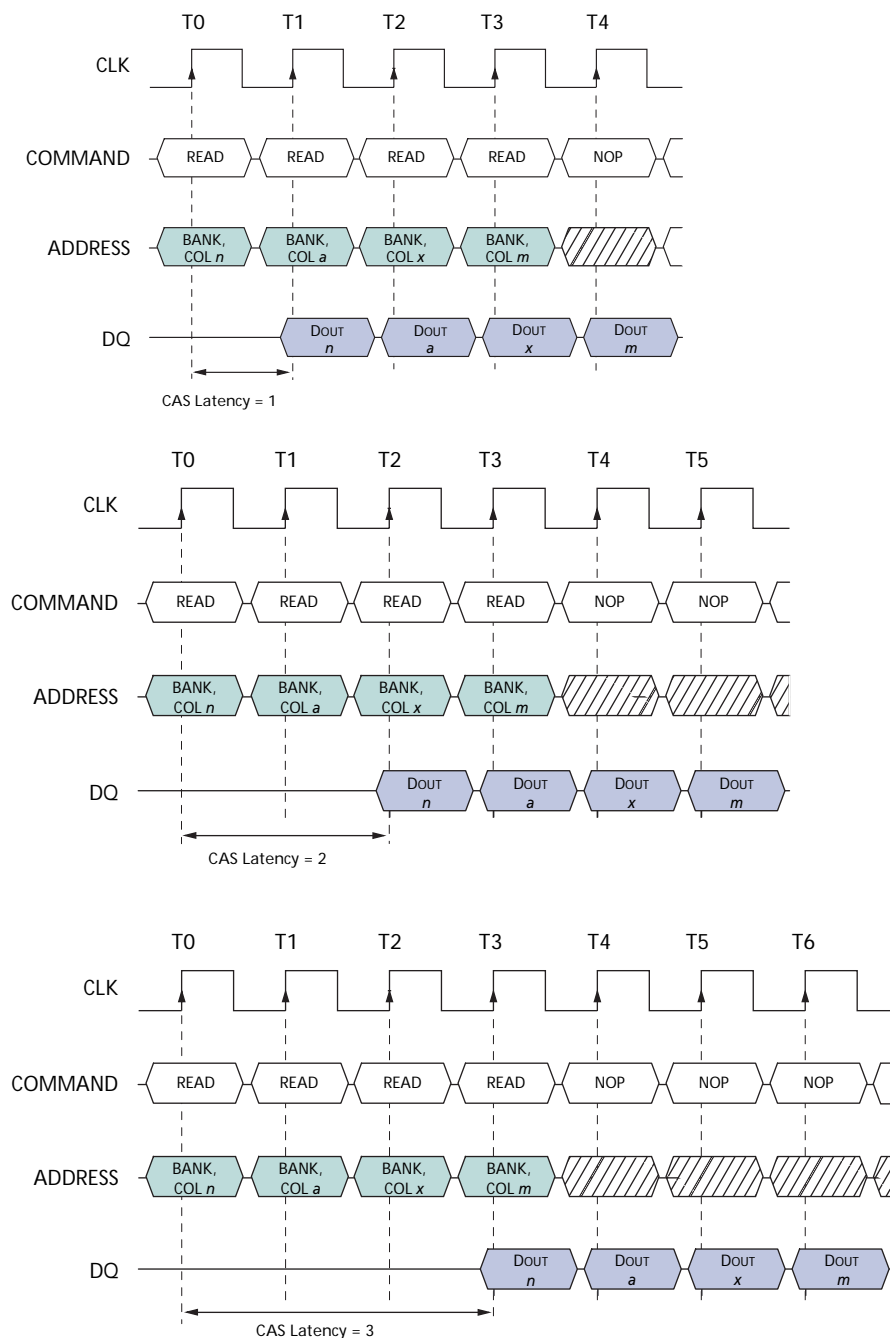 T0 T1 T2 T3 T4
CLK
COMMAND READ READ READ READ NOP
ADDRESS BANK, BANK, BANK, BANK,
COL n COL a COL x COL m
DQ DOUT DOUT DOUT DOUT
n a x m
CAS Latency = 1
T0 T1 T2 T3 T4 T5
CLK
COMMAND READ READ READ READ NOP NOP
ADDRESS BANK, BANK, BANK, BANK,
COL n COL a COL x COL m
DQ DOUT DOUT DOUT DOUT
n a x m
CAS Latency = 2
T0 T1 T2 T3 T4 T5 T6
CLK
COMMAND READ READ READ READ NOP NOP NOP
ADDRESS BANK, BANK, BANK, BANK,
COL n COL a COL x COL m
DQ DOUT DOUT DOUT DOUT
n a x m
CAS Latency = 3